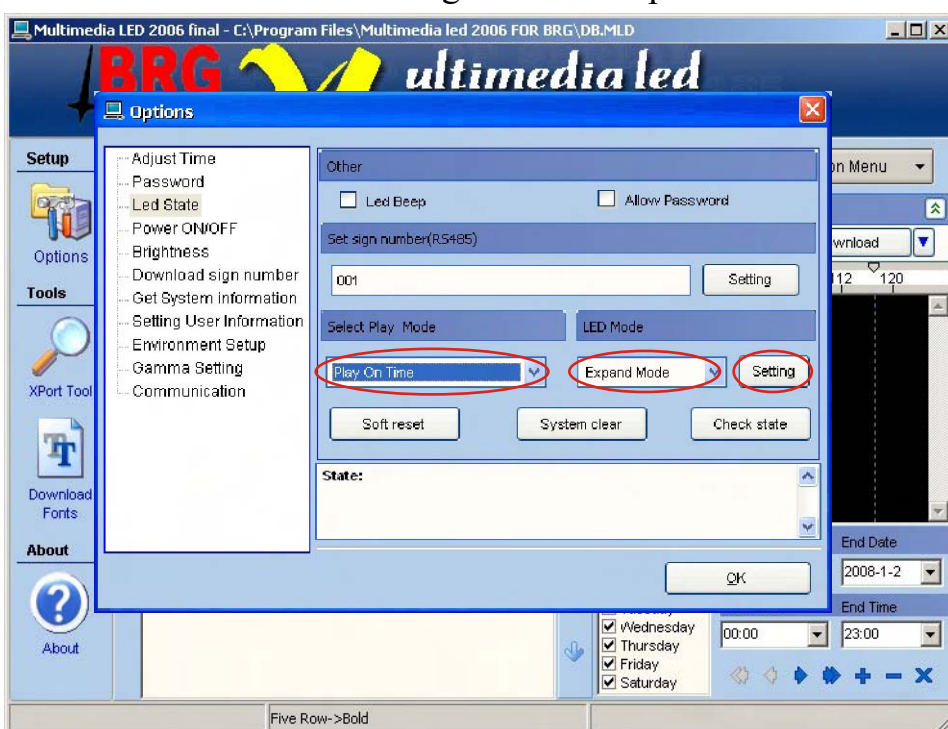 Multimedia LED 2006 final - C:\Program Files\Multimedia led 2006 FOR BRG\DB.MLD
BRG M ultimedia led
Options
Setup
Options
Tools
XPort Tool
Download
Fonts
About
About
Adjust Time
Password
Led State
Power ON/OFF
Brightness
Download sign number
Get System information
Setting User Information
Environment Setup
Gamma Setting
Communication
Other
Led Beep
Allow Password
Set sign number(RS485)
001
Setting
Select Play Mode
LED Mode
Play On Time
Expand Mode
Setting
Soft reset
System clear
Check state
State:
OK
Menu
112 120
End Date
2008-1-2
End Time
00:00
23:00
Wednesday
Thursday
Friday
Saturday
Five Row->Bold